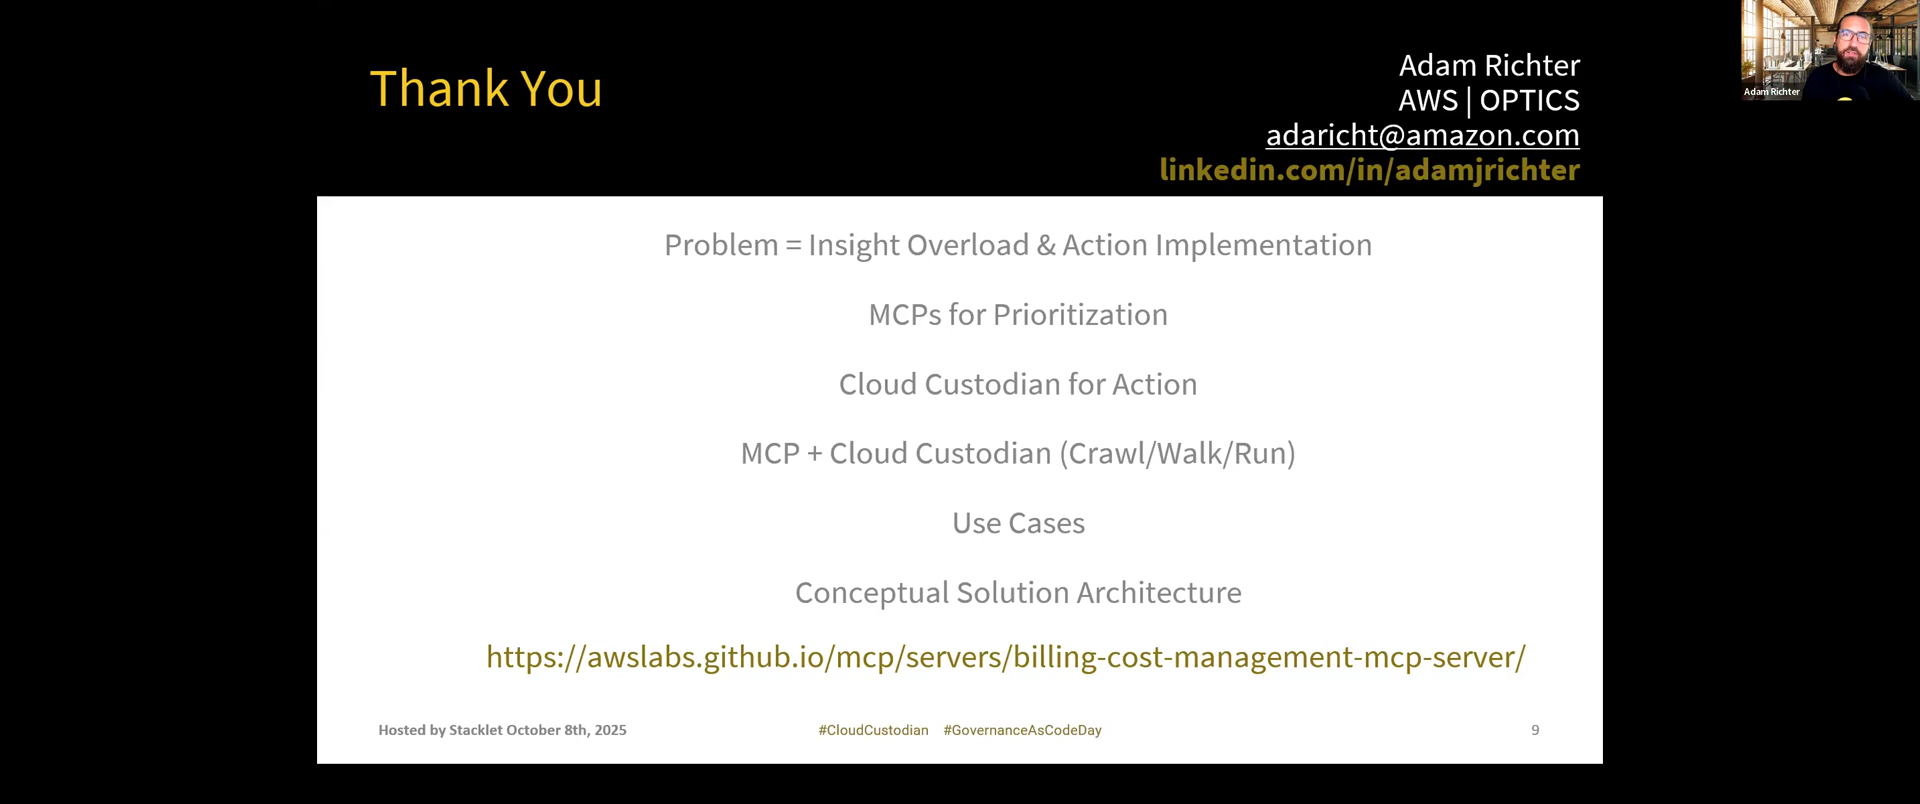 Thank You
Adam Richter
AWS | OPTICS
adaricht@amazon.com
linkedin.com/in/adamjrichter
Adam Richter
Problem = Insight Overload & Action Implementation
MCPs for Prioritization
Cloud Custodian for Action
MCP + Cloud Custodian (Crawl/Walk/Run)
Use Cases
Conceptual Solution Architecture
https://awslabs.github.io/mcp/servers/billing-cost-management-mcp-server/
Hosted by Stacklet October 8th, 2025
#CloudCustodian #GovernanceAsCodeDay
9